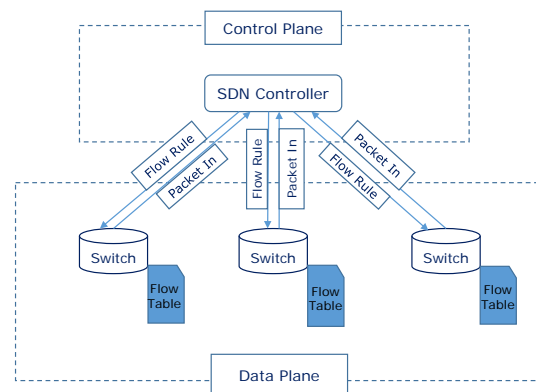 Control Plane
SDN Controller
Flow Rule
Packet In
Flow Rule
Packet In
Packet In
Flow Rule
Switch
Switch
Switch
Flow
Table
Flow
Table
Flow
Table
Data Plane